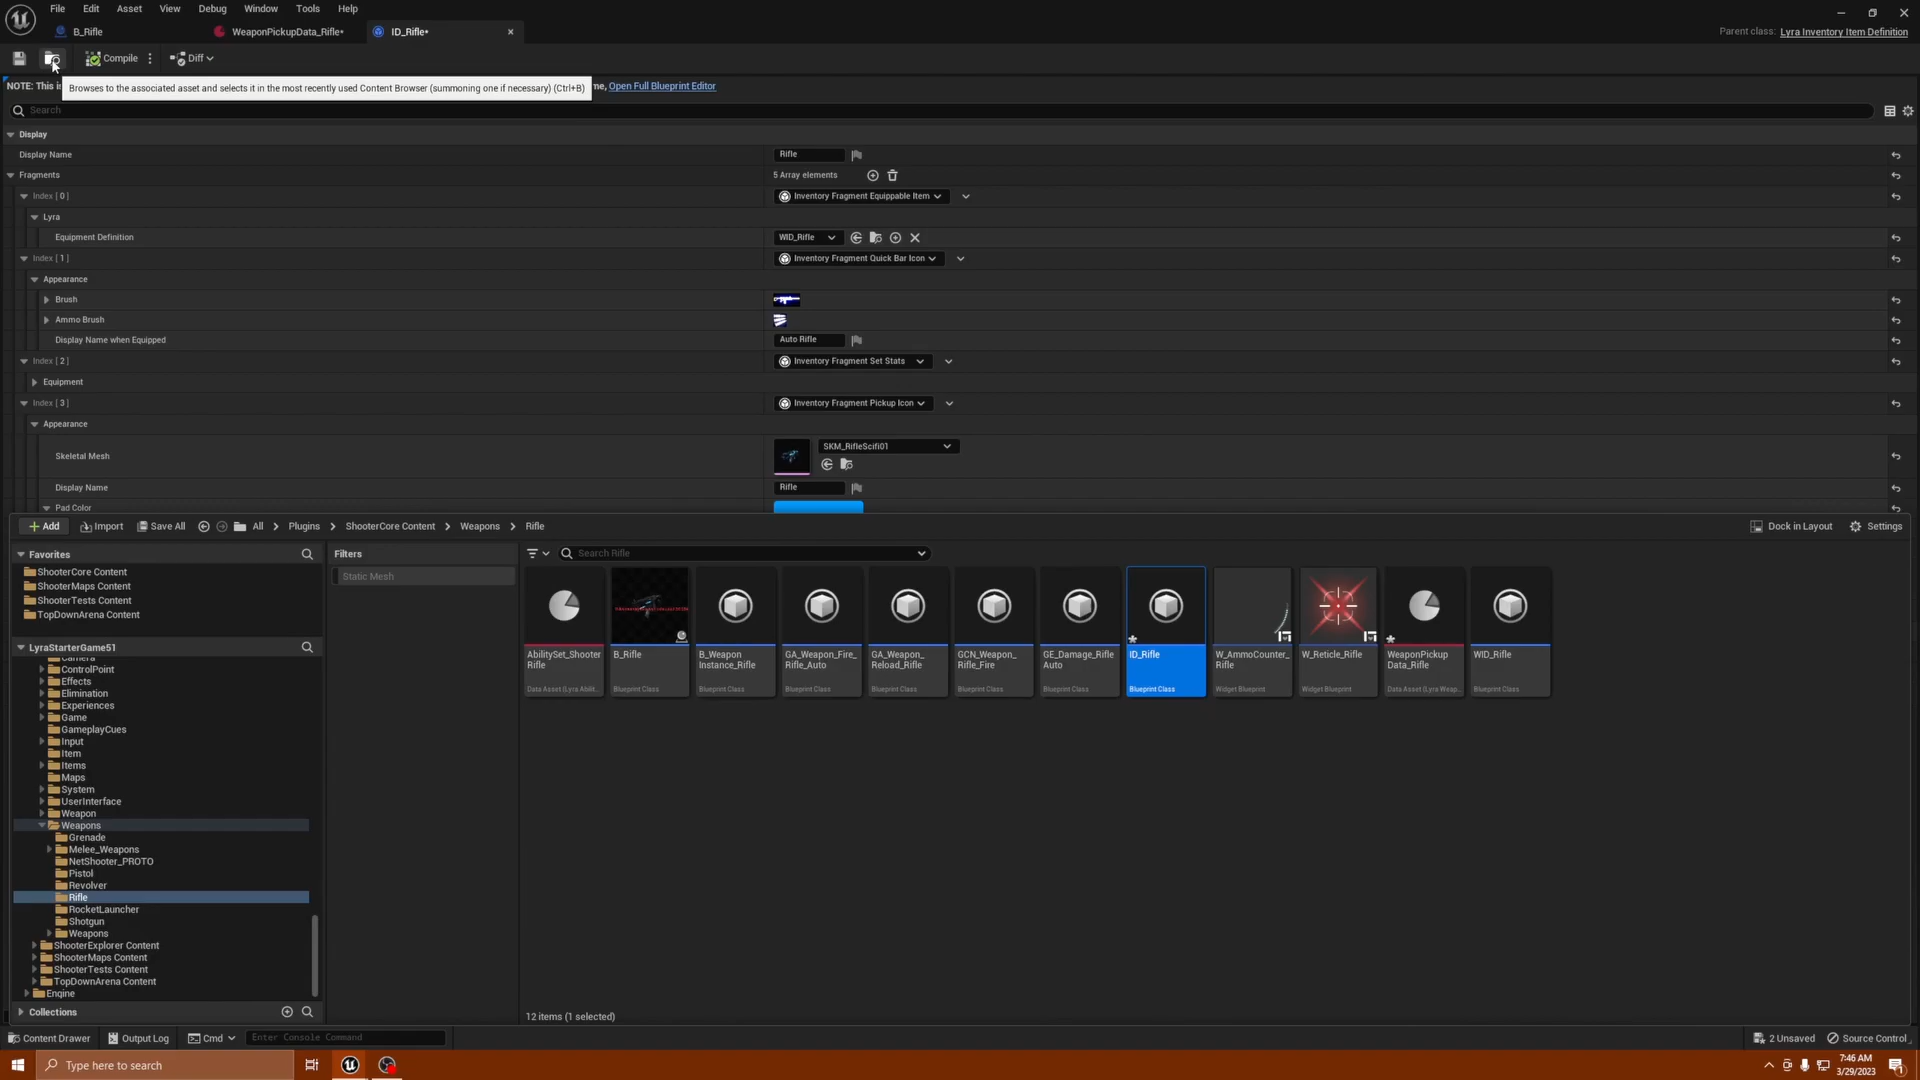 File Edit Asset View Debug Window Tools Help
B_Rifle WeaponPickupData_Rifle* ID_Rifle*
Parent class: Lyra Inventory Item Definition
Compile Diff
NOTE: This is me, Open Full Blueprint Editor
Browses to the associated asset and selects it in the most recently used Content Browser (summoning one if necessary) (Ctrl+B)
Search
Display
Display Name Rifle
Fragments 5 Array elements
Index [ 0 ] Inventory Fragment Equippable Item
Lyra
Equipment Definition WID_Rifle
Index [ 1 ] Inventory Fragment Quick Bar Icon
Appearance
Brush
Ammo Brush
Display Name when Equipped Auto Rifle
Index [ 2 ] Inventory Fragment Set Stats
Equipment
Index [ 3 ] Inventory Fragment Pickup Icon
Appearance
Skeletal Mesh SKM_RifleScifi01
Display Name Rifle
Pad Color
Add Import Save All All Plugins ShooterCore Content Weapons Rifle Dock in Layout Settings
Favorites
ShooterCore Content
ShooterMaps Content
ShooterTests Content
TopDownArena Content
LyraStarterGame51
Camera
ControlPoint
Effects
Elimination
Experiences
Game
GameplayCues
Input
Item
Items
Maps
System
UserInterface
Weapon
Weapons
Grenade
Melee_Weapons
NetShooter_PROTO
Pistol
Revolver
Rifle
RocketLauncher
Shotgun
Weapons
ShooterExplorer Content
ShooterMaps Content
ShooterTests Content
TopDownArena Content
Engine
Collections
Filters
Static Mesh
Search Rifle
AbilitySet_Shooter
Rifle
Data Asset (Lyra Abilit...
B_Rifle
Blueprint Class
B_Weapon
Instance_Rifle
Blueprint Class
GA_Weapon_Fire_
Rifle_Auto
Blueprint Class
GA_Weapon_
Reload_Rifle
Blueprint Class
GCN_Weapon_
Rifle_Fire
Blueprint Class
GE_Damage_Rifle
Auto
Blueprint Class
ID_Rifle
Blueprint Class
W_AmmoCounter_
Rifle
Widget Blueprint
W_Reticle_Rifle
Widget Blueprint
WeaponPickup
Data_Rifle
Data Asset (Lyra Weap...
WID_Rifle
Blueprint Class
12 items (1 selected)
Content Drawer Output Log Cmd Enter Console Command 2 Unsaved Source Control
Type here to search
7:46 AM
3/29/2023
1